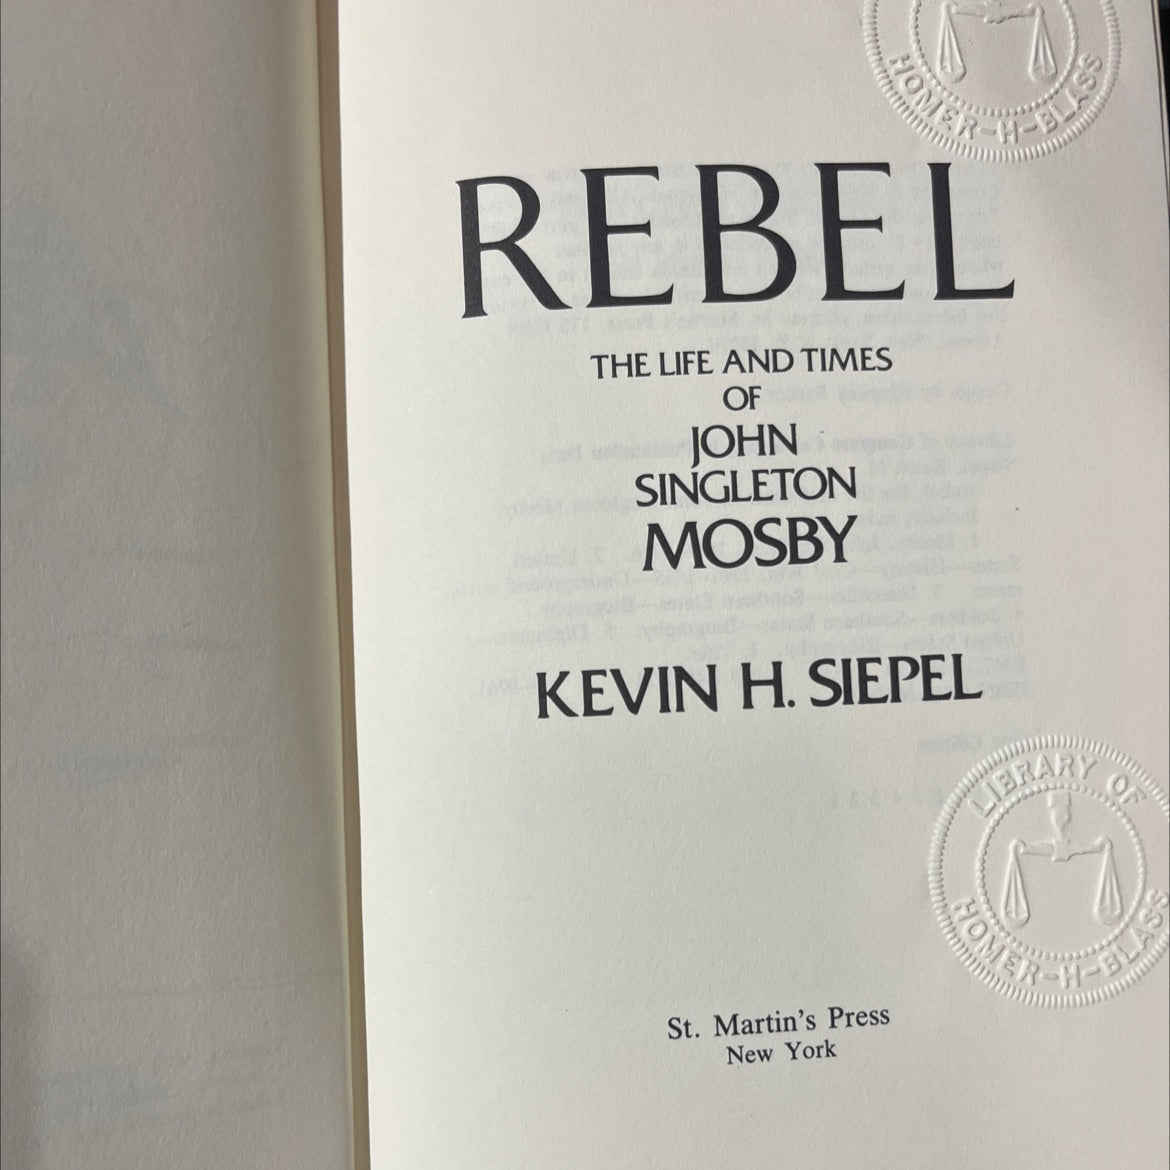 HOMER-H-BLASS
REBEL
THE LIFE AND TIMES
OF
JOHN
SINGLETON
MOSBY
KEVIN H. SIEPEL
LIBRARY OF
HOMER-H-BLASS
St. Martin's Press
New York